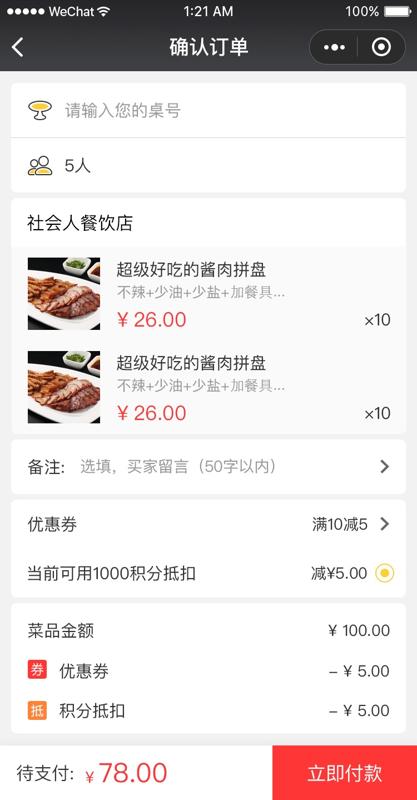 WeChat 1:21 AM 100%
确认订单
请输入您的桌号
5人
社会人餐饮店
超级好吃的酱肉拼盘
不辣+少油+少盐+加餐具...
¥ 26.00 ×10
超级好吃的酱肉拼盘
不辣+少油+少盐+加餐具...
¥ 26.00 ×10
备注: 选填，买家留言（50字以内）
优惠券 满10减5
当前可用1000积分抵扣 减¥5.00
菜品金额 ¥ 100.00
券 优惠券 – ¥ 5.00
抵 积分抵扣 – ¥ 5.00
待支付: ¥ 78.00 立即付款